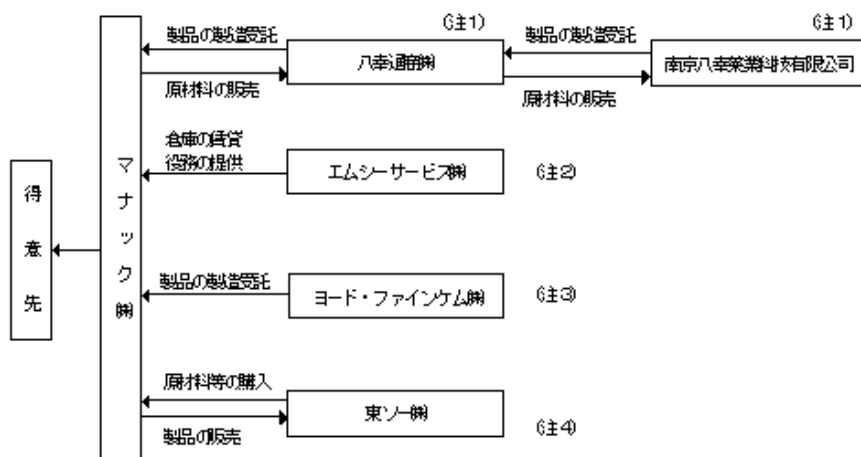 (注1)
(注1)
製品の製造受託
製品の製造受託
八幸通商㈱
南京八幸薬業科技有限公司
原材料の販売
原材料の販売
倉庫の賃貸
役務の提供
エムシーサービス㈱
(注2)
マナック㈱
得意先
製品の製造受託
ヨード・ファインケム㈱
(注3)
原材料等の購入
東ソー㈱
(注4)
製品の販売